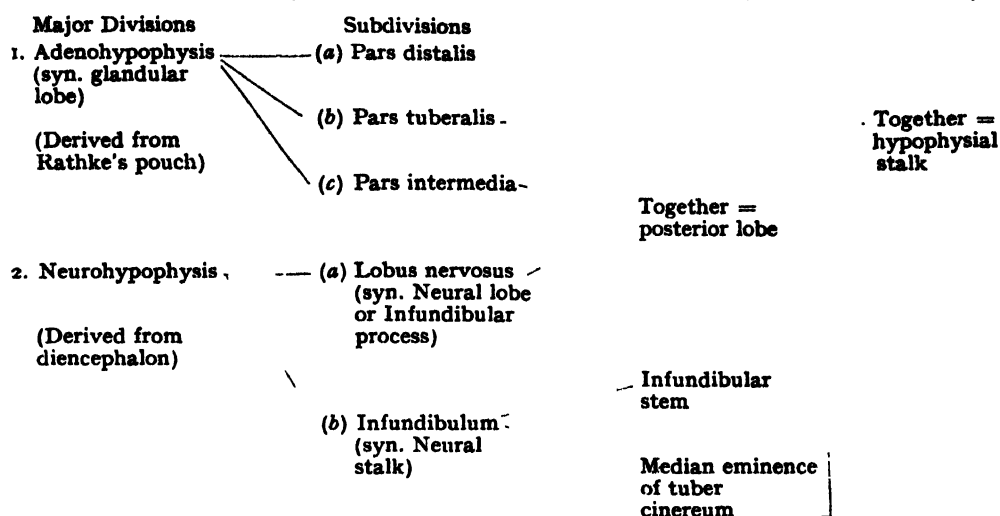 Major Divisions
Subdivisions
1. Adenohypophysis
(syn. glandular
lobe)
(Derived from
Rathke's pouch)
(a) Pars distalis
(b) Pars tuberalis
(c) Pars intermedia
Together =
hypophysial
stalk
Together =
posterior lobe
2. Neurohypophysis
(Derived from
diencephalon)
(a) Lobus nervosus
(syn. Neural lobe
or Infundibular
process)
(b) Infundibulum
(syn. Neural
stalk)
Infundibular
stem
Median eminence
of tuber
cinereum